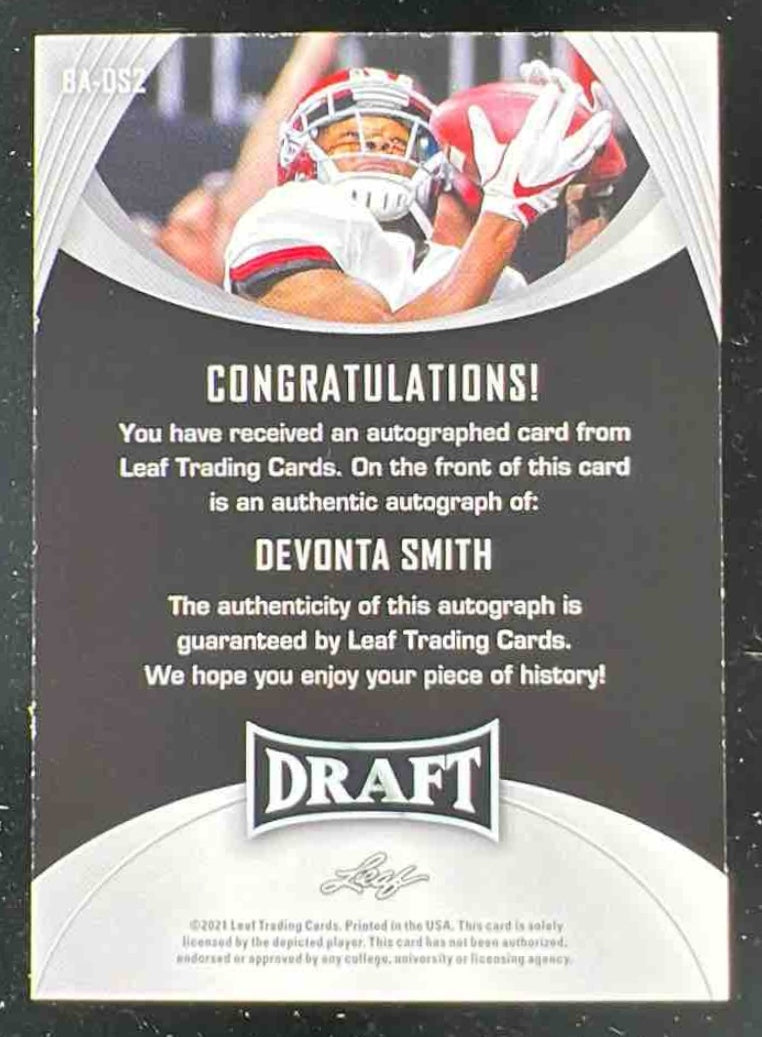 BA-DS2
CONGRATULATIONS!
You have received an autographed card from
Leaf Trading Cards. On the front of this card
is an authentic autograph of:
DEVONTA SMITH
The authenticity of this autograph is
guaranteed by Leaf Trading Cards.
We hope you enjoy your piece of history!
DRAFT
Leaf
©2021 Leaf Trading Cards. Printed in the USA. This card is solely
licensed by the depicted player. This card has not been authorized,
endorsed or approved by any college, university or licensing agency.